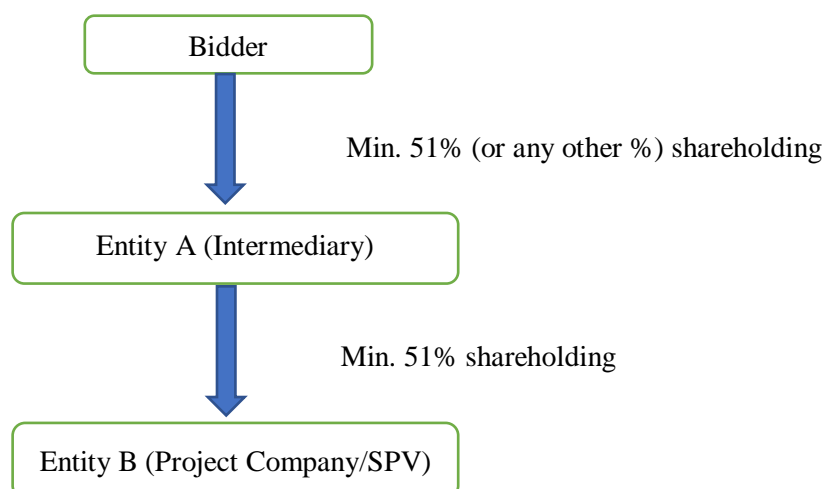 Bidder
Min. 51% (or any other %) shareholding
Entity A (Intermediary)
Min. 51% shareholding
Entity B (Project Company/SPV)